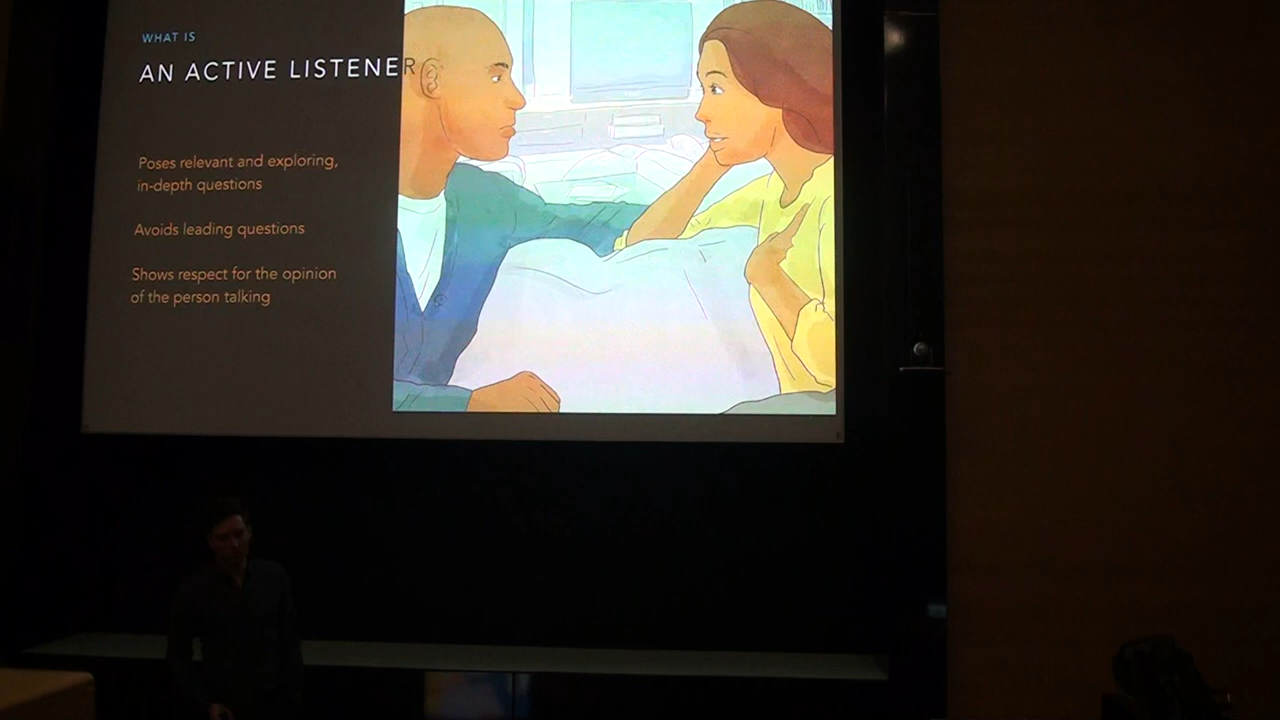 WHAT IS
AN ACTIVE LISTENER
Poses relevant and exploring,
in-depth questions
Avoids leading questions
Shows respect for the opinion
of the person talking